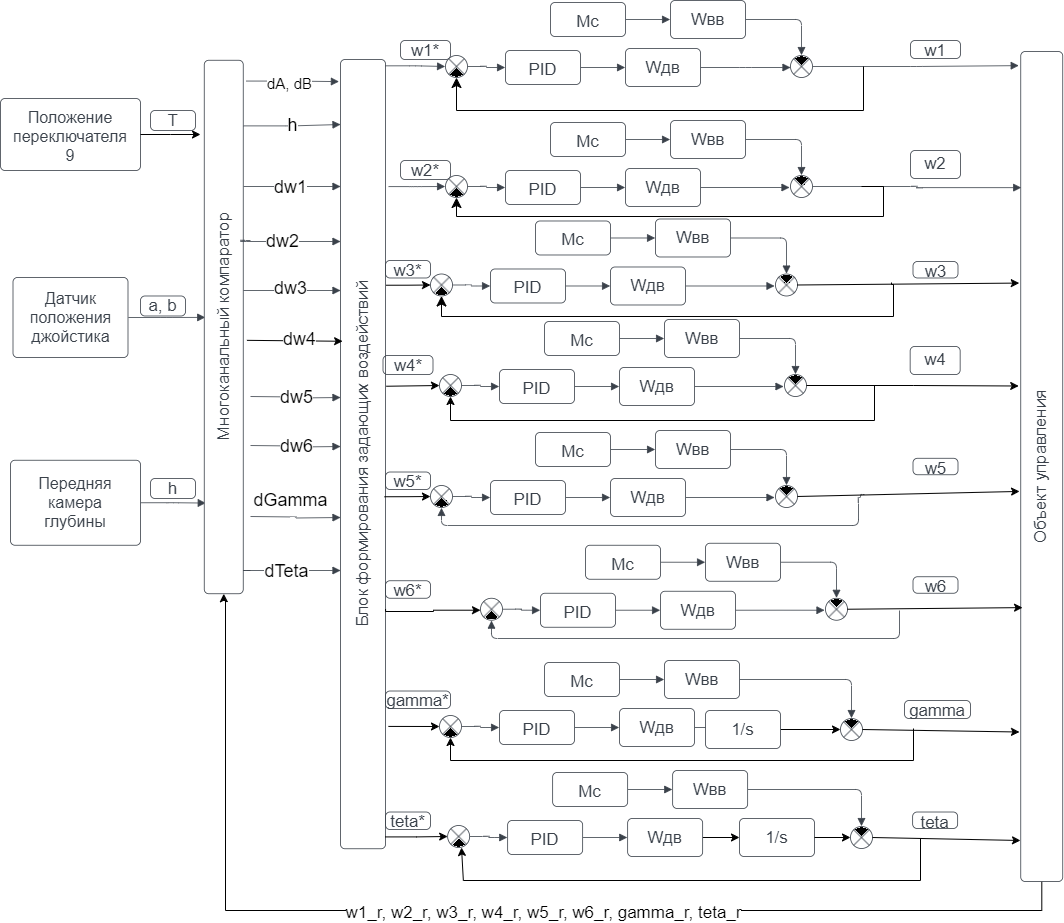 Положение
переключателя
9
T
Датчик
положения
джойстика
a, b
Передняя
камера
глубины
h
Многоканальный компаратор
dA, dB
h
dw1
dw2
dw3
dw4
dw5
dw6
dGamma
dTeta
Блок формирования задающих воздействий
Mc
Wвв
w1*
PID
Wдв
w1
Mc
Wвв
w2*
PID
Wдв
w2
Mc
Wвв
w3*
PID
Wдв
w3
Mc
Wвв
w4*
PID
Wдв
w4
Mc
Wвв
w5*
PID
Wдв
w5
Mc
Wвв
w6*
PID
Wдв
w6
Mc
Wвв
gamma*
PID
Wдв
1/s
gamma
Mc
Wвв
teta*
PID
Wдв
1/s
teta
Объект управления
w1_r, w2_r, w3_r, w4_r, w5_r, w6_r, gamma_r, teta_r